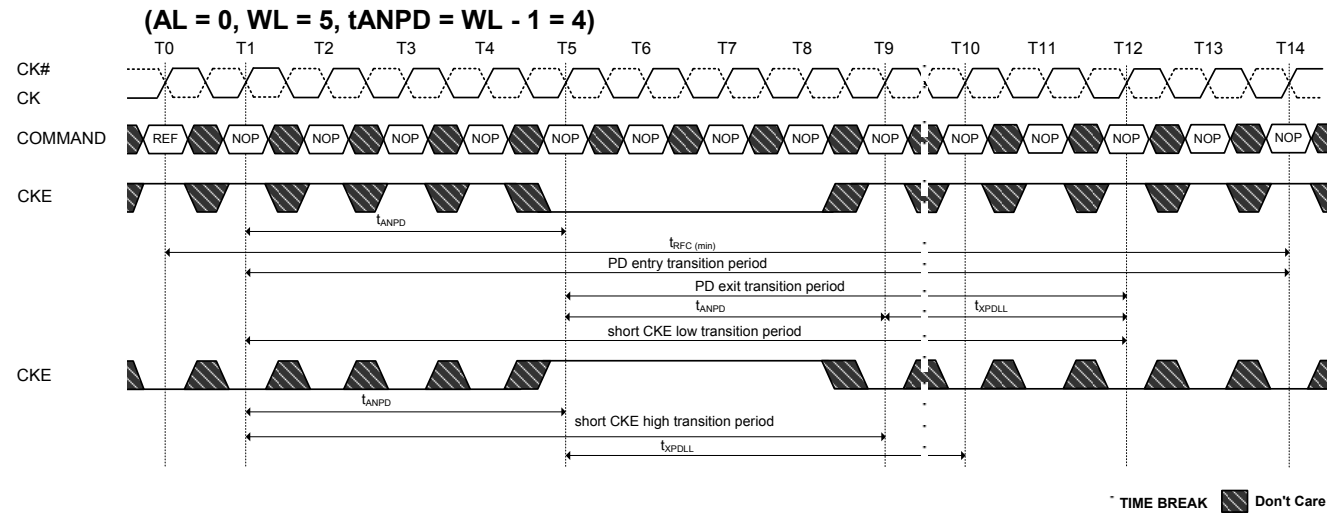 (AL = 0, WL = 5, tANPD = WL - 1 = 4)
T0 T1 T2 T3 T4 T5 T6 T7 T8 T9 T10 T11 T12 T13 T14
CK#
CK
COMMAND REF NOP NOP NOP NOP NOP NOP NOP NOP NOP NOP NOP NOP NOP NOP
CKE
tANPD
tRFC (min)
PD entry transition period
PD exit transition period
tANPD tXPDLL
short CKE low transition period
CKE
tANPD
short CKE high transition period
tXPDLL
TIME BREAK Don't Care